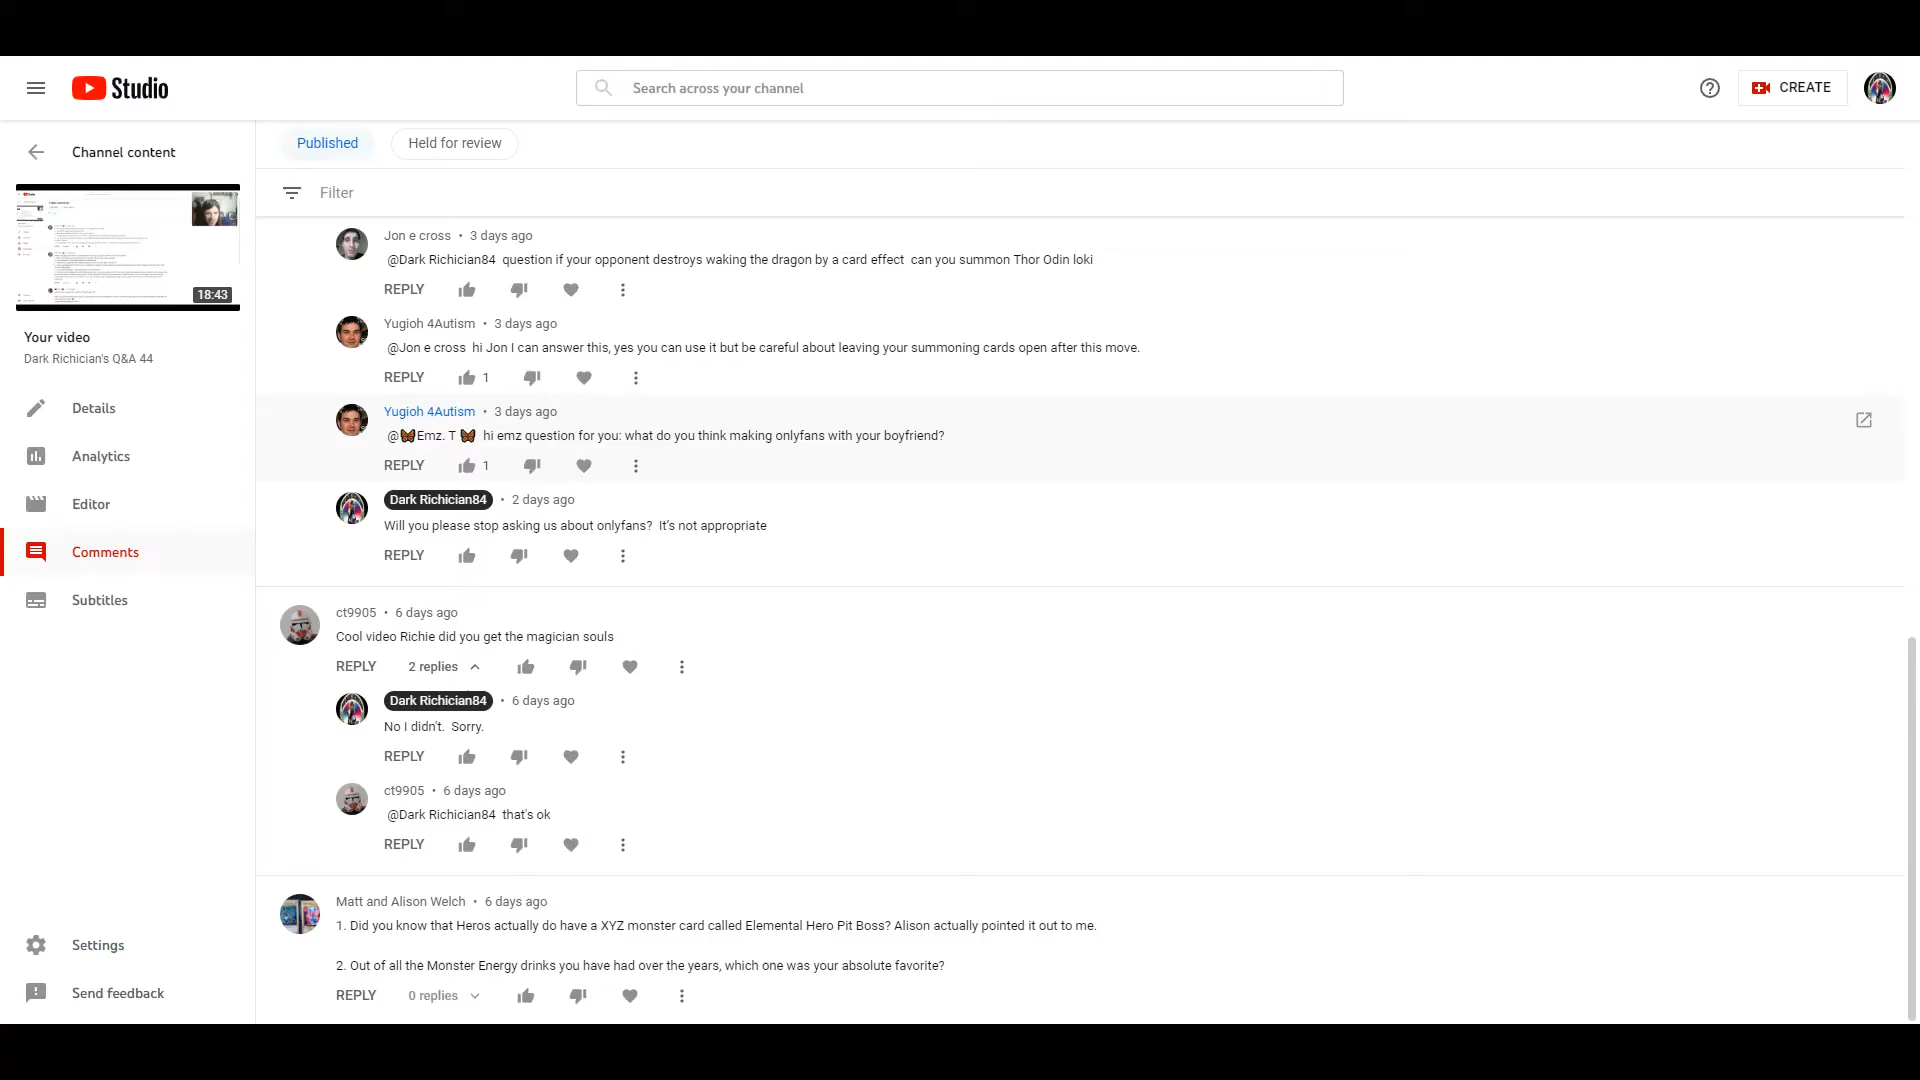 Studio
Search across your channel
CREATE
Channel content
18:43
Your video
Dark Richician's Q&A 44
Details
Analytics
Editor
Comments
Subtitles
Settings
Send feedback
Published
Held for review
Filter
Jon e cross • 3 days ago
@Dark Richician84 question if your opponent destroys waking the dragon by a card effect can you summon Thor Odin loki
REPLY
Yugioh 4Autism • 3 days ago
@Jon e cross hi Jon I can answer this, yes you can use it but be careful about leaving your summoning cards open after this move.
REPLY 1
Yugioh 4Autism • 3 days ago
@🦋Emz. T 🦋 hi emz question for you: what do you think making onlyfans with your boyfriend?
REPLY 1
Dark Richician84 • 2 days ago
Will you please stop asking us about onlyfans? It's not appropriate
REPLY
ct9905 • 6 days ago
Cool video Richie did you get the magician souls
REPLY 2 replies
Dark Richician84 • 6 days ago
No I didn't. Sorry.
REPLY
ct9905 • 6 days ago
@Dark Richician84 that's ok
REPLY
Matt and Alison Welch • 6 days ago
1. Did you know that Heros actually do have a XYZ monster card called Elemental Hero Pit Boss? Alison actually pointed it out to me.
2. Out of all the Monster Energy drinks you have had over the years, which one was your absolute favorite?
REPLY 0 replies